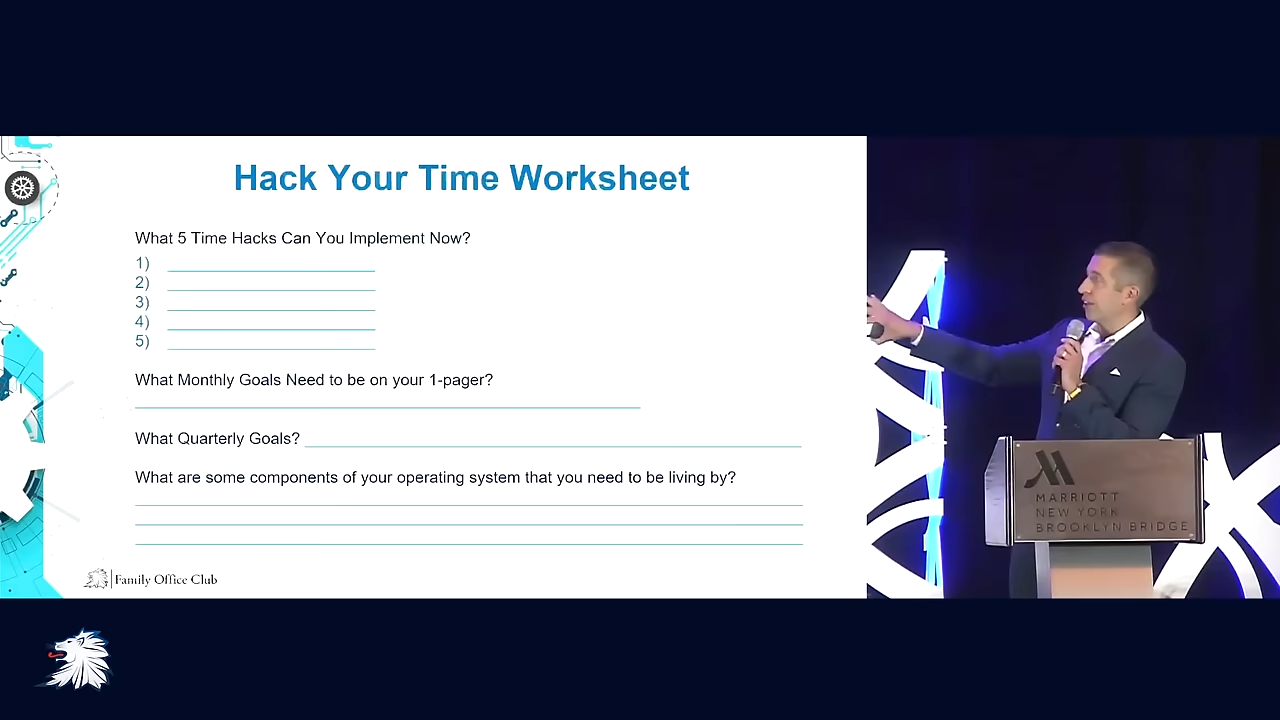 Hack Your Time Worksheet
What 5 Time Hacks Can You Implement Now?
1)
2)
3)
4)
5)
What Monthly Goals Need to be on your 1-pager?
What Quarterly Goals?
What are some components of your operating system that you need to be living by?
Family Office Club
MARRIOTT
NEW YORK
BROOKLYN BRIDGE